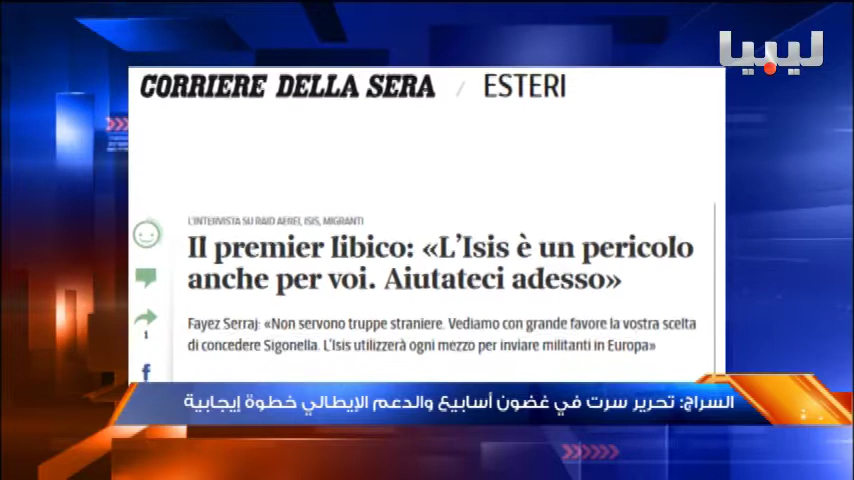 ليبيا
CORRIERE DELLA SERA / ESTERI
L'INTERVISTA SU RAID AEREI, ISIS, MIGRANTI
Il premier libico: «L'Isis è un pericolo
anche per voi. Aiutateci adesso»
Fayez Serraj: «Non servono truppe straniere. Vediamo con grande favore la vostra scelta
di concedere Sigonella. L'Isis utilizzerà ogni mezzo per inviare militanti in Europa»
1
f
السراج: تحرير سرت في غضون أسابيع والدعم الإيطالي خطوة إيجابية